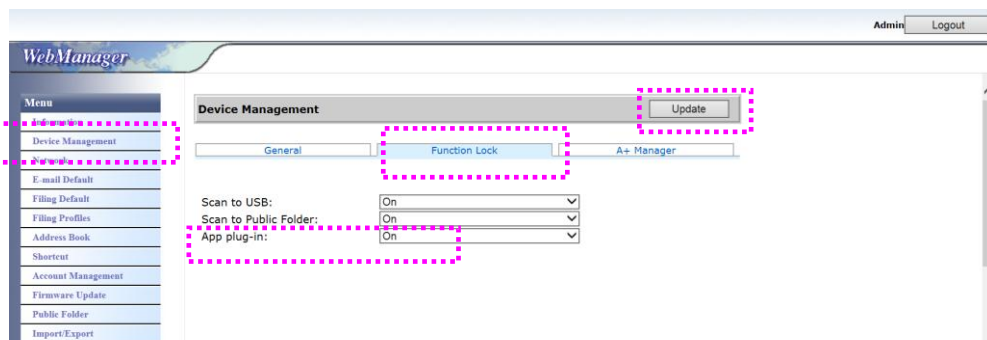 Admin Logout
WebManager
Menu
Information
Device Management
Network
E-mail Default
Filing Default
Filing Profiles
Address Book
Shortcut
Account Management
Firmware Update
Public Folder
Import/Export
Device Management Update
General Function Lock A+ Manager
Scan to USB: On
Scan to Public Folder: On
App plug-in: On